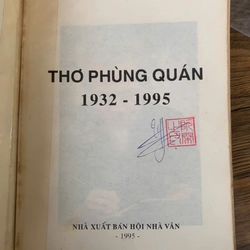 THƠ PHÙNG QUÁN
1932 - 1995
NHÀ XUẤT BẢN HỘI NHÀ VĂN
- 1995 -